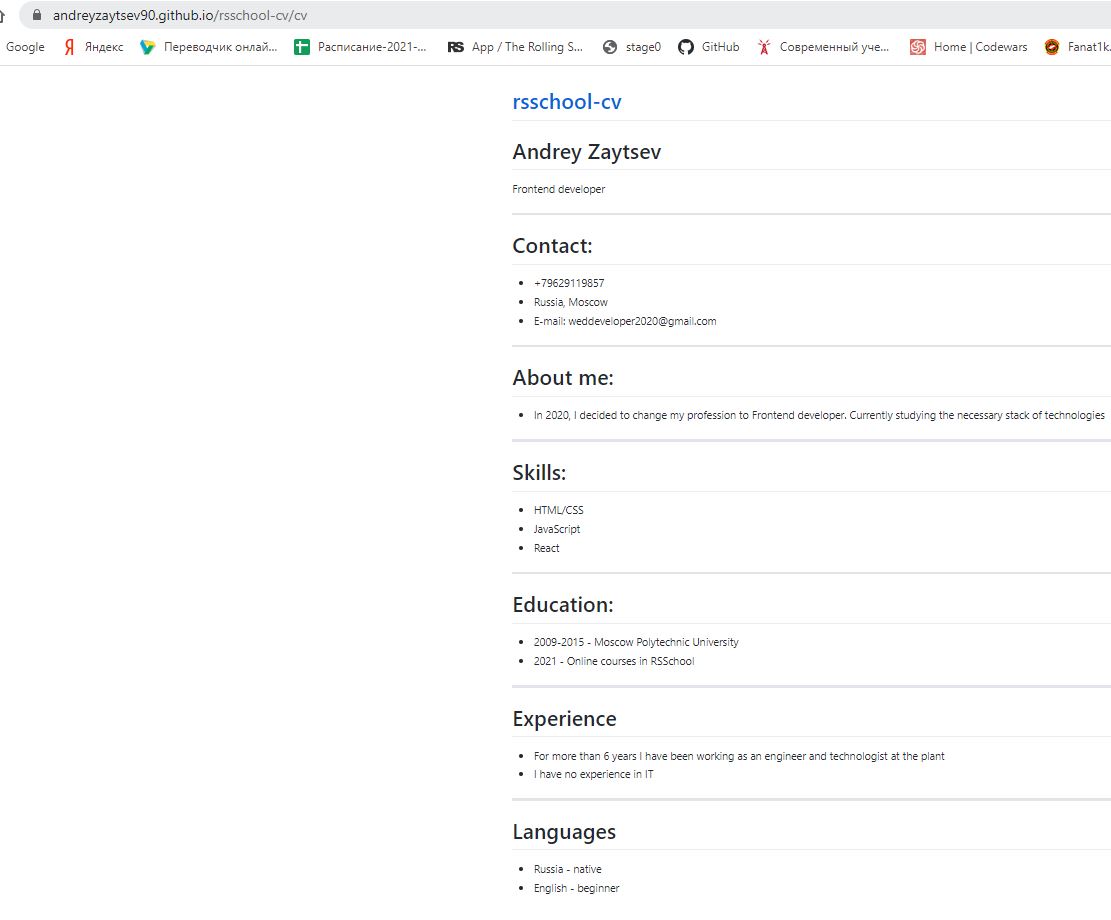 andreyzaytsev90.github.io/rsschool-cv/cv
Google Яндекс Переводчик онлай... Расписание-2021-... RS App / The Rolling S... stage0 GitHub Современный уче... Home | Codewars Fanat1k.
rsschool-cv
Andrey Zaytsev
Frontend developer
Contact:
+79629119857
Russia, Moscow
E-mail: weddeveloper2020@gmail.com
About me:
In 2020, I decided to change my profession to Frontend developer. Currently studying the necessary stack of technologies
Skills:
HTML/CSS
JavaScript
React
Education:
2009-2015 - Moscow Polytechnic University
2021 - Online courses in RSSchool
Experience
For more than 6 years I have been working as an engineer and technologist at the plant
I have no experience in IT
Languages
Russia - native
English - beginner